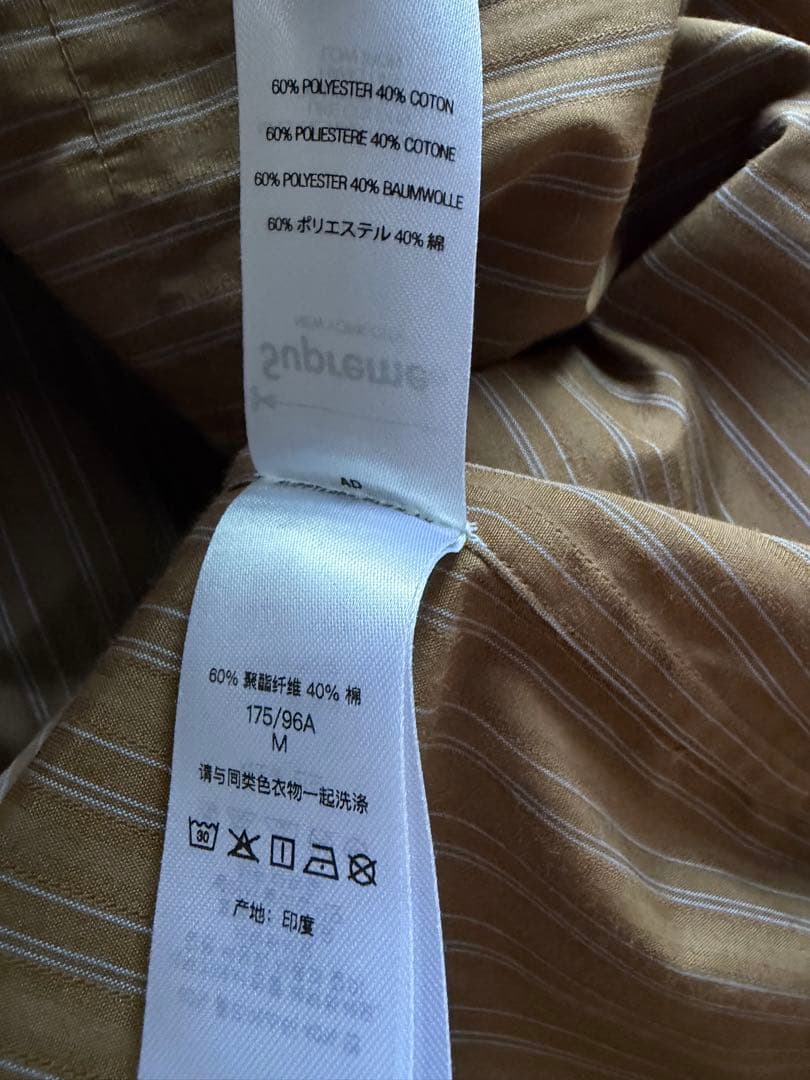 60% POLYESTER 40% COTON
60% POLIESTERE 40% COTONE
60% POLYESTER 40% BAUMWOLLE
60% ポリエステル 40% 綿
Supreme
AD
60% 聚酯纤维 40% 棉
175/96A
M
请与同类色衣物一起洗涤
30
产地: 印度